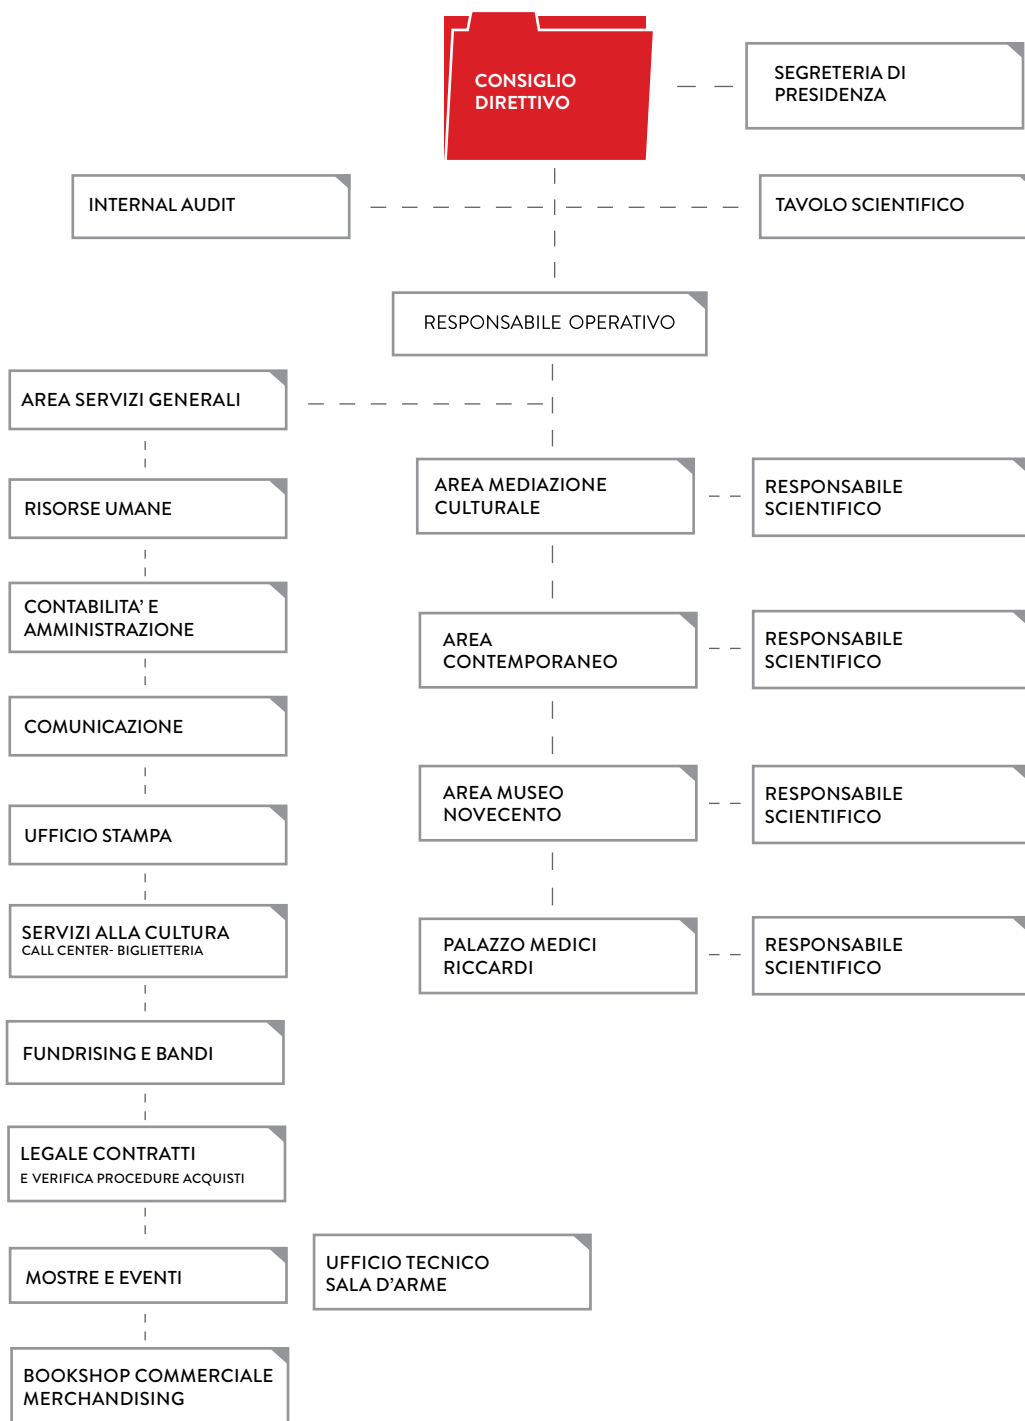 CONSIGLIO
DIRETTIVO
SEGRETERIA DI
PRESIDENZA
INTERNAL AUDIT
TAVOLO SCIENTIFICO
RESPONSABILE OPERATIVO
AREA SERVIZI GENERALI
AREA MEDIAZIONE
CULTURALE
RESPONSABILE
SCIENTIFICO
RISORSE UMANE
CONTABILITA’ E
AMMINISTRAZIONE
AREA
CONTEMPORANEO
RESPONSABILE
SCIENTIFICO
COMUNICAZIONE
AREA MUSEO
NOVECENTO
RESPONSABILE
SCIENTIFICO
UFFICIO STAMPA
SERVIZI ALLA CULTURA
CALL CENTER- BIGLIETTERIA
PALAZZO MEDICI
RICCARDI
RESPONSABILE
SCIENTIFICO
FUNDRISING E BANDI
LEGALE CONTRATTI
E VERIFICA PROCEDURE ACQUISTI
MOSTRE E EVENTI
UFFICIO TECNICO
SALA D’ARME
BOOKSHOP COMMERCIALE
MERCHANDISING